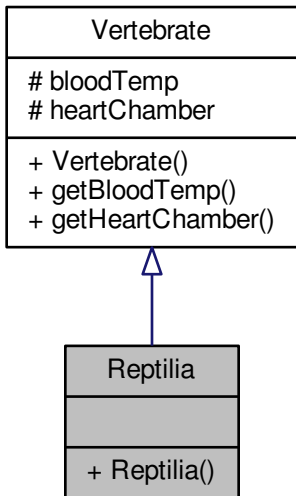 Vertebrate
# bloodTemp
# heartChamber
+ Vertebrate()
+ getBloodTemp()
+ getHeartChamber()
Reptilia
+ Reptilia()